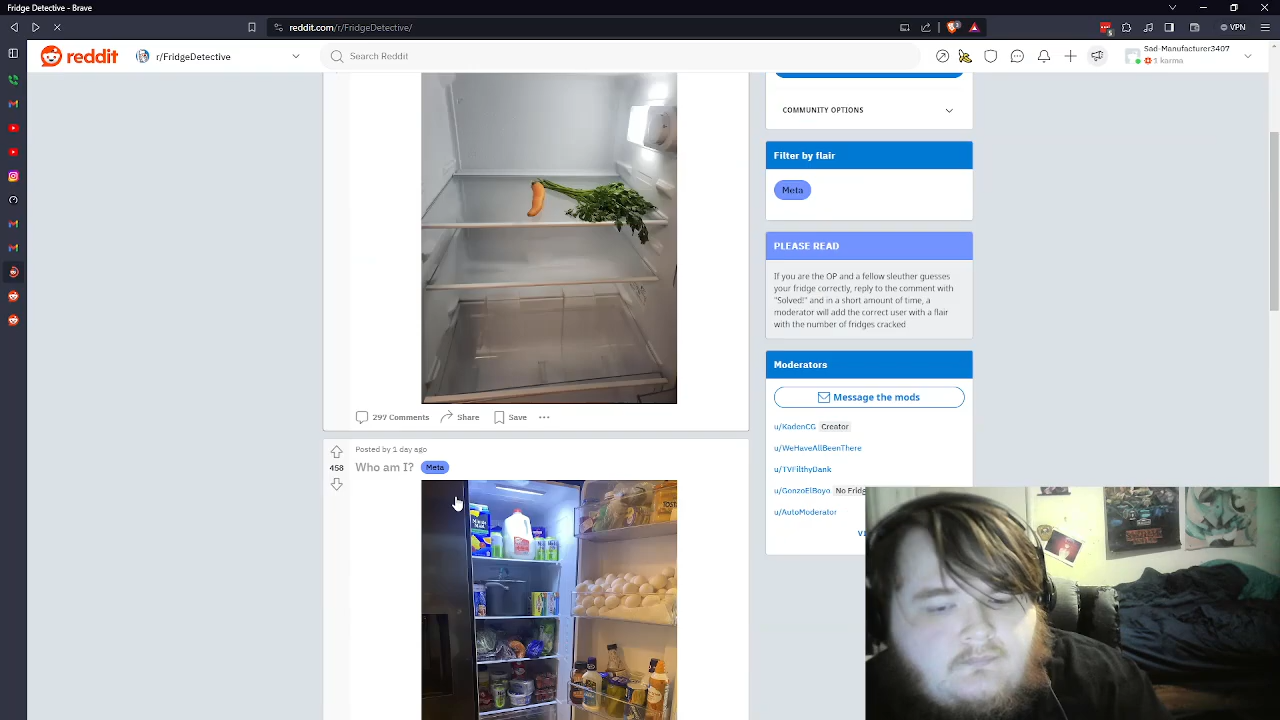 Fridge Detective - Brave
reddit.com/r/FridgeDetective/
5
VPN
reddit
r/FridgeDetective
Search Reddit
Sad-Manufacturer3407
1 karma
COMMUNITY OPTIONS
Filter by flair
Meta
PLEASE READ
If you are the OP and a fellow sleuther guesses
your fridge correctly, reply to the comment with
"Solved!" and in a short amount of time, a
moderator will add the correct user with a flair
with the number of fridges cracked
Moderators
Message the mods
u/KadenCG Creator
u/WeHaveAllBeenThere
u/TVFilthyDank
u/GonzoElBoyo No Fridg
u/AutoModerator
297 Comments Share Save
Posted by 1 day ago
458
Who am I? Meta
Minute
Maid